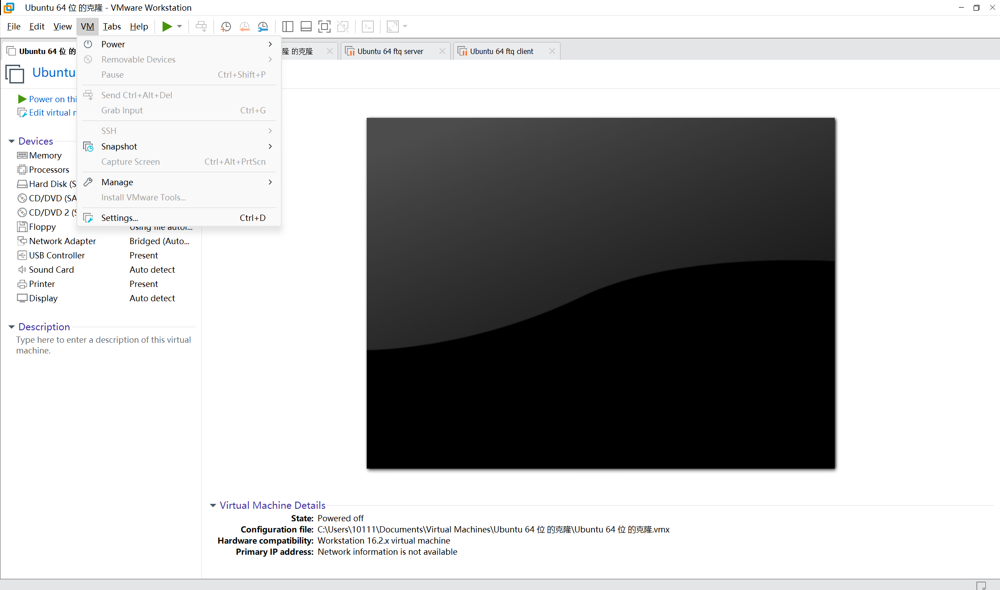 Ubuntu 64 位 的克隆 - VMware Workstation
File Edit View VM Tabs Help
Ubuntu 64 位 的
隆 的克隆
Ubuntu 64 ftq server
Ubuntu 64 ftq client
Ubuntu
Power on thi
Edit virtual
Power
Removable Devices
Pause Ctrl+Shift+P
Send Ctrl+Alt+Del
Grab Input Ctrl+G
SSH
Snapshot
Capture Screen Ctrl+Alt+PrtScn
Manage
Install VMware Tools...
Settings... Ctrl+D
Devices
Memory
Processors
Hard Disk (S
CD/DVD (SA
CD/DVD 2 (S
Floppy Using file autol...
Network Adapter Bridged (Auto...
USB Controller Present
Sound Card Auto detect
Printer Present
Display Auto detect
Description
Type here to enter a description of this virtual
machine.
Virtual Machine Details
State: Powered off
Configuration file: C:\Users\10111\Documents\Virtual Machines\Ubuntu 64 位 的克隆\Ubuntu 64 位 的克隆.vmx
Hardware compatibility: Workstation 16.2.x virtual machine
Primary IP address: Network information is not available